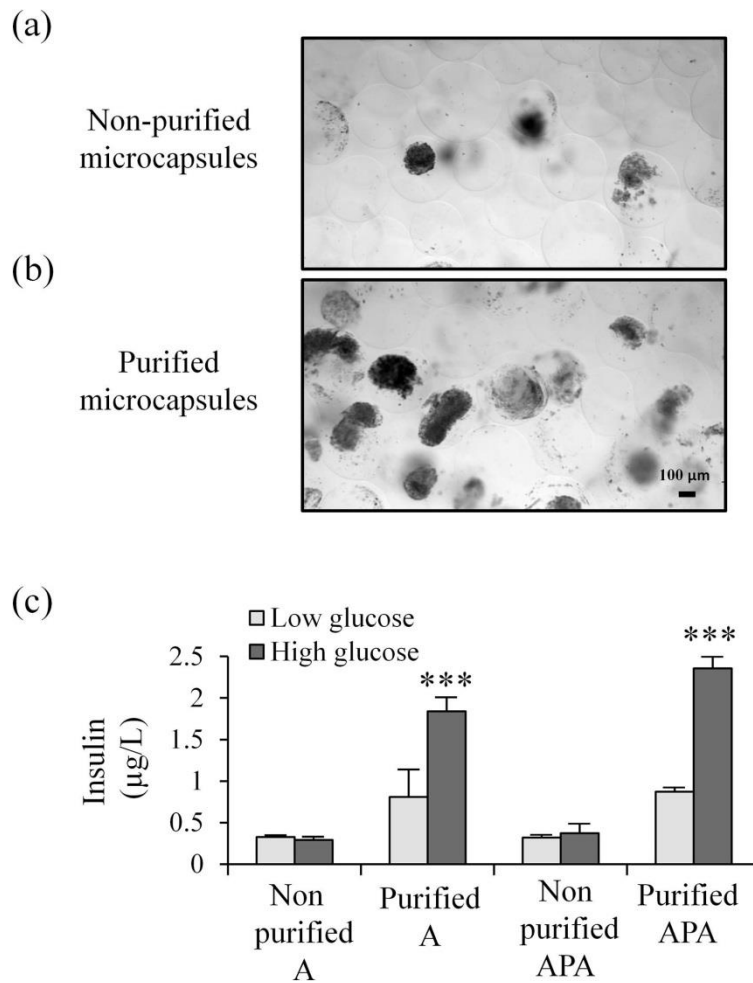 (a)
Non-purified
microcapsules
(b)
Purified
microcapsules
100 µm
(c)
Low glucose
High glucose
***
***
Insulin
(µg/L)
2.5
2
1.5
1
0.5
0
Non
purified
A
Purified
A
Non
purified
APA
Purified
APA